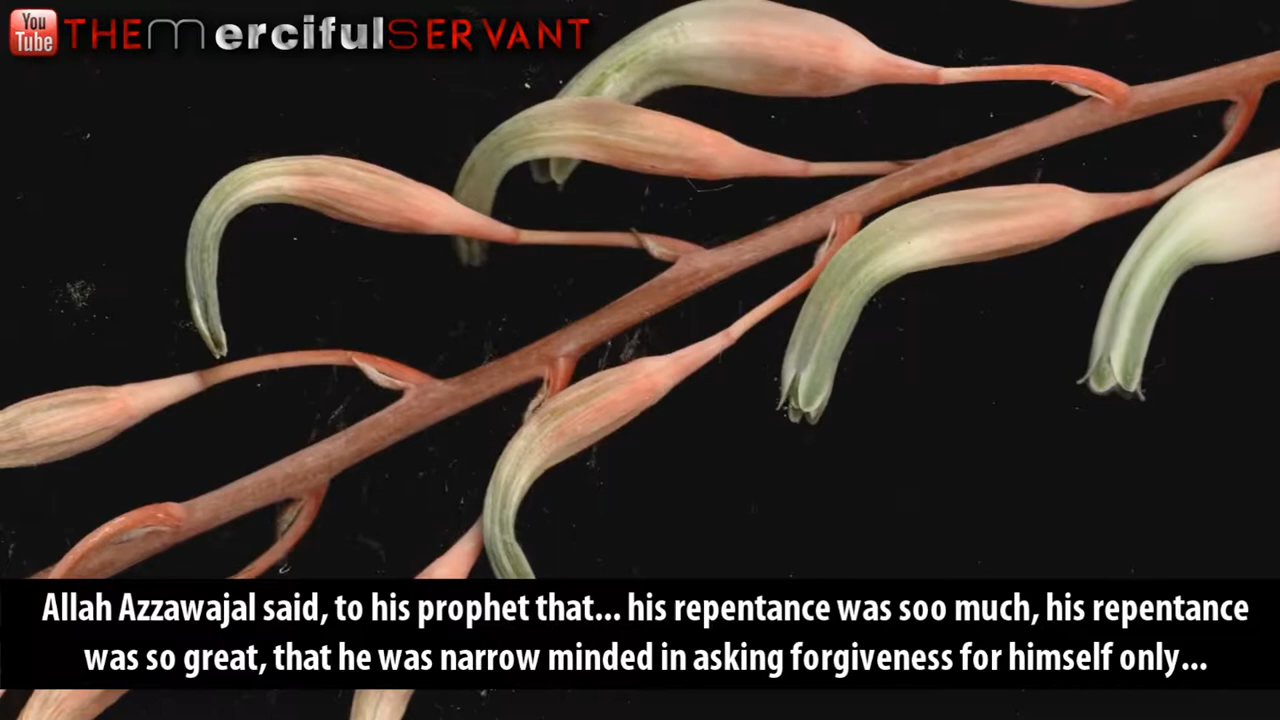 You Tube THEmercifulSERVANT
Allah Azzawajal said, to his prophet that... his repentance was soo much, his repentance
was so great, that he was narrow minded in asking forgiveness for himself only...